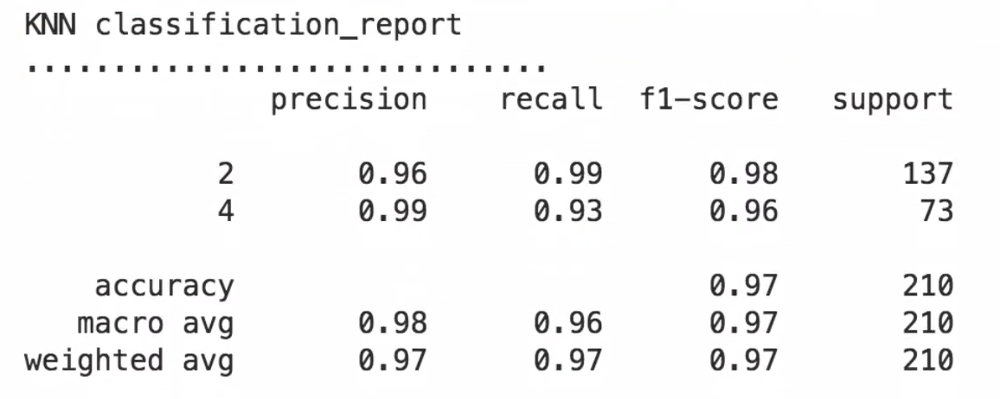 KNN classification_report
..............................
precision recall f1-score support
2 0.96 0.99 0.98 137
4 0.99 0.93 0.96 73
accuracy 0.97 210
macro avg 0.98 0.96 0.97 210
weighted avg 0.97 0.97 0.97 210